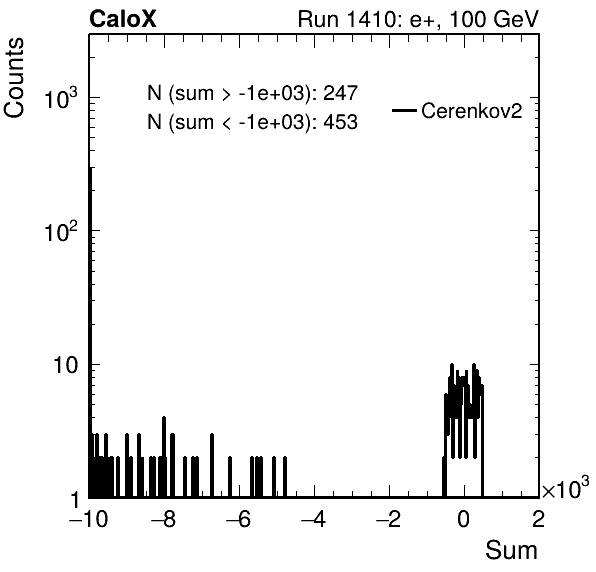 CaloX Run 1410: e+, 100 GeV
Counts
N (sum > -1e+03): 247
N (sum < -1e+03): 453
Cerenkov2
10³
10²
10
1
−10 −8 −6 −4 −2 0 2
×10³
Sum